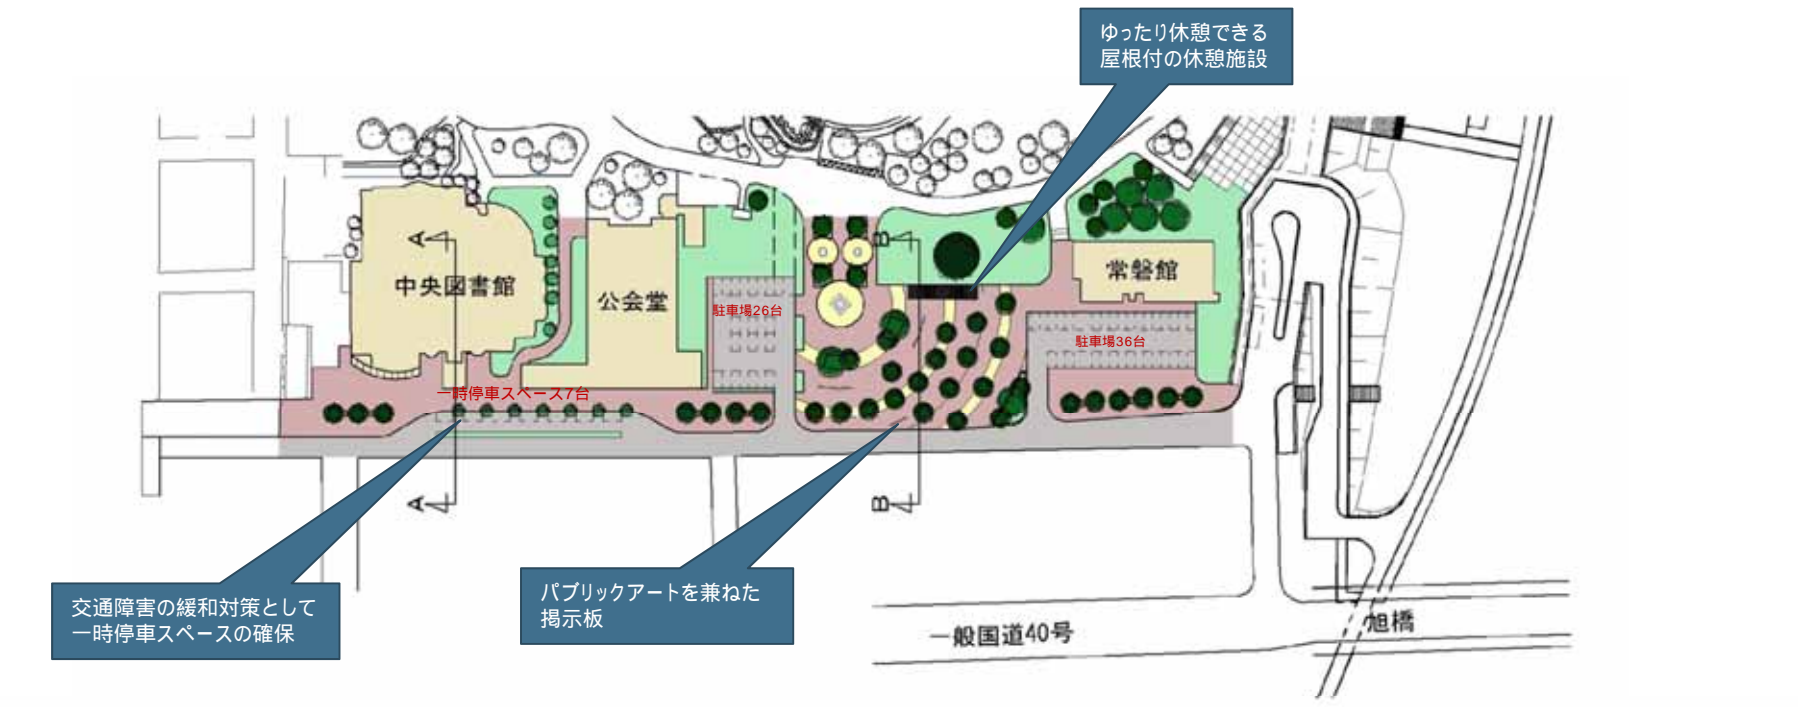 ゆったり休憩できる
屋根付の休憩施設
A
B
中央図書館
公会堂
常磐館
駐車場26台
駐車場36台
一時停車スペース7台
A
B
交通障害の緩和対策として
一時停車スペースの確保
パブリックアートを兼ねた
掲示板
一般国道40号
旭橋